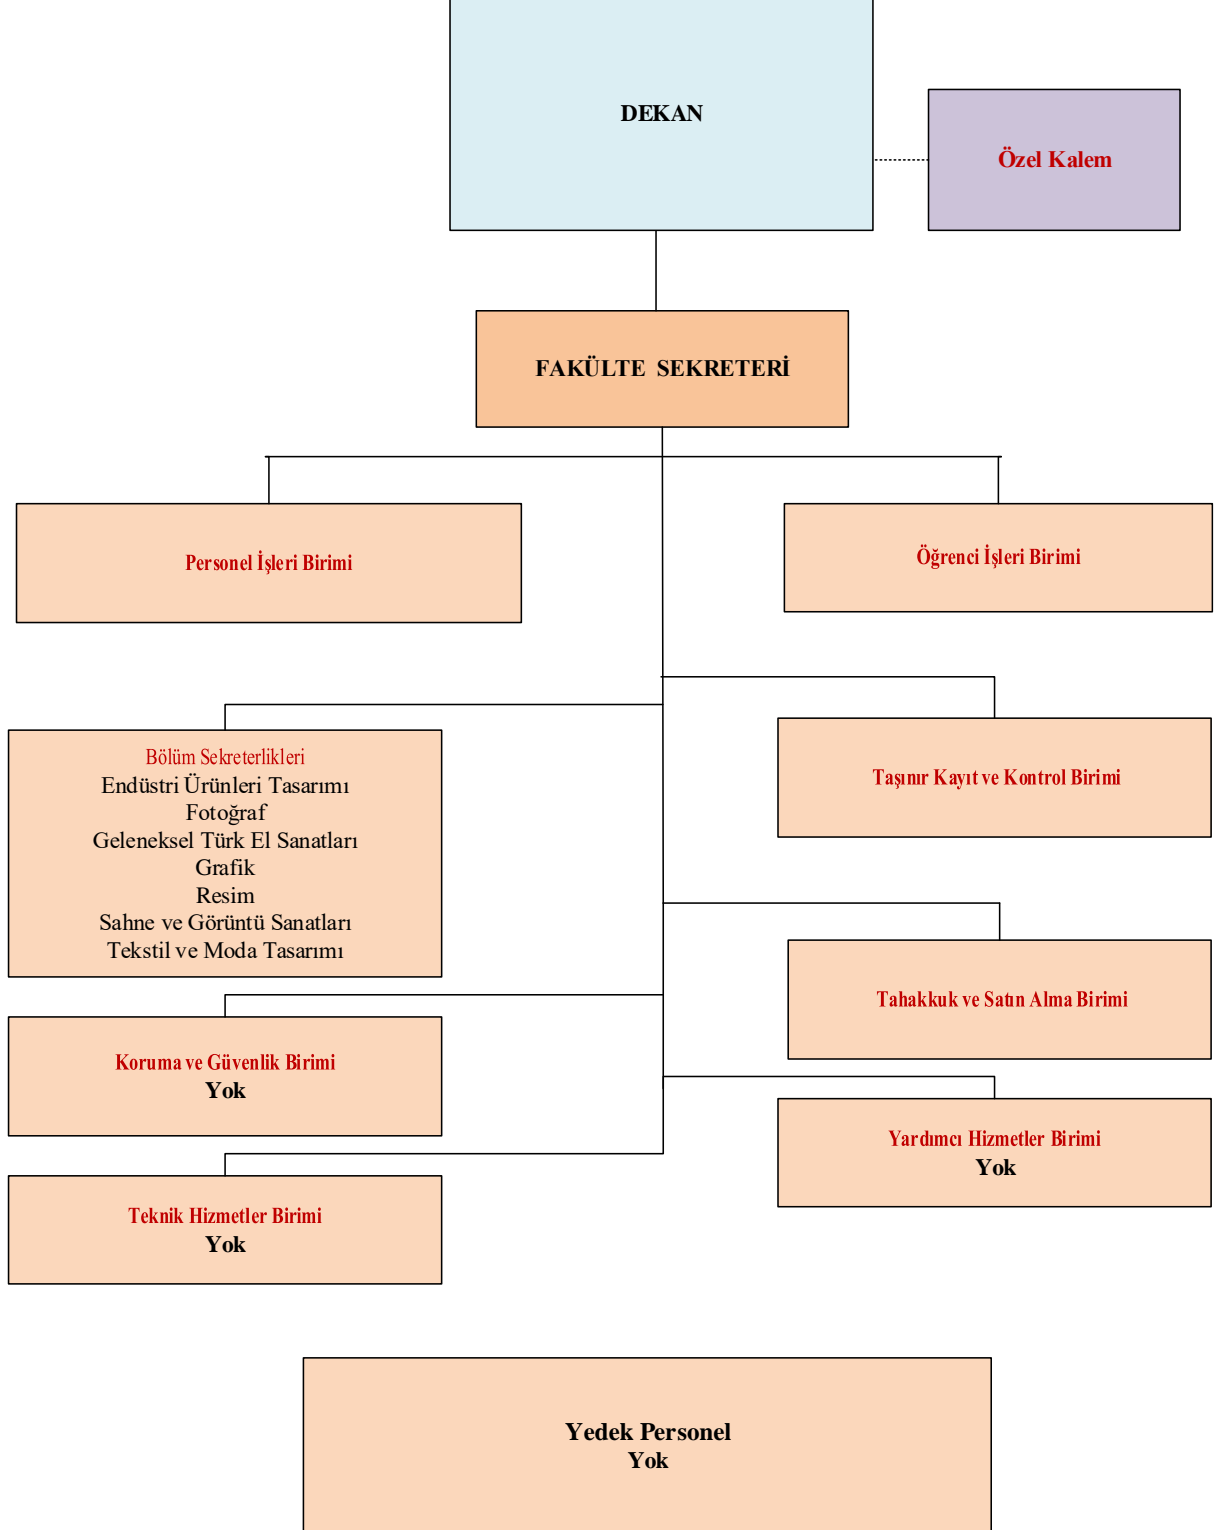 DEKAN
Özel Kalem
FAKÜLTE SEKRETERİ
Personel İşleri Birimi
Öğrenci İşleri Birimi
Bölüm Sekreterlikleri
Endüstri Ürünleri Tasarımı
Fotoğraf
Geleneksel Türk El Sanatları
Grafik
Resim
Sahne ve Görüntü Sanatları
Tekstil ve Moda Tasarımı
Taşınır Kayıt ve Kontrol Birimi
Tahakkuk ve Satın Alma Birimi
Koruma ve Güvenlik Birimi
Yok
Yardımcı Hizmetler Birimi
Yok
Teknik Hizmetler Birimi
Yok
Yedek Personel
Yok